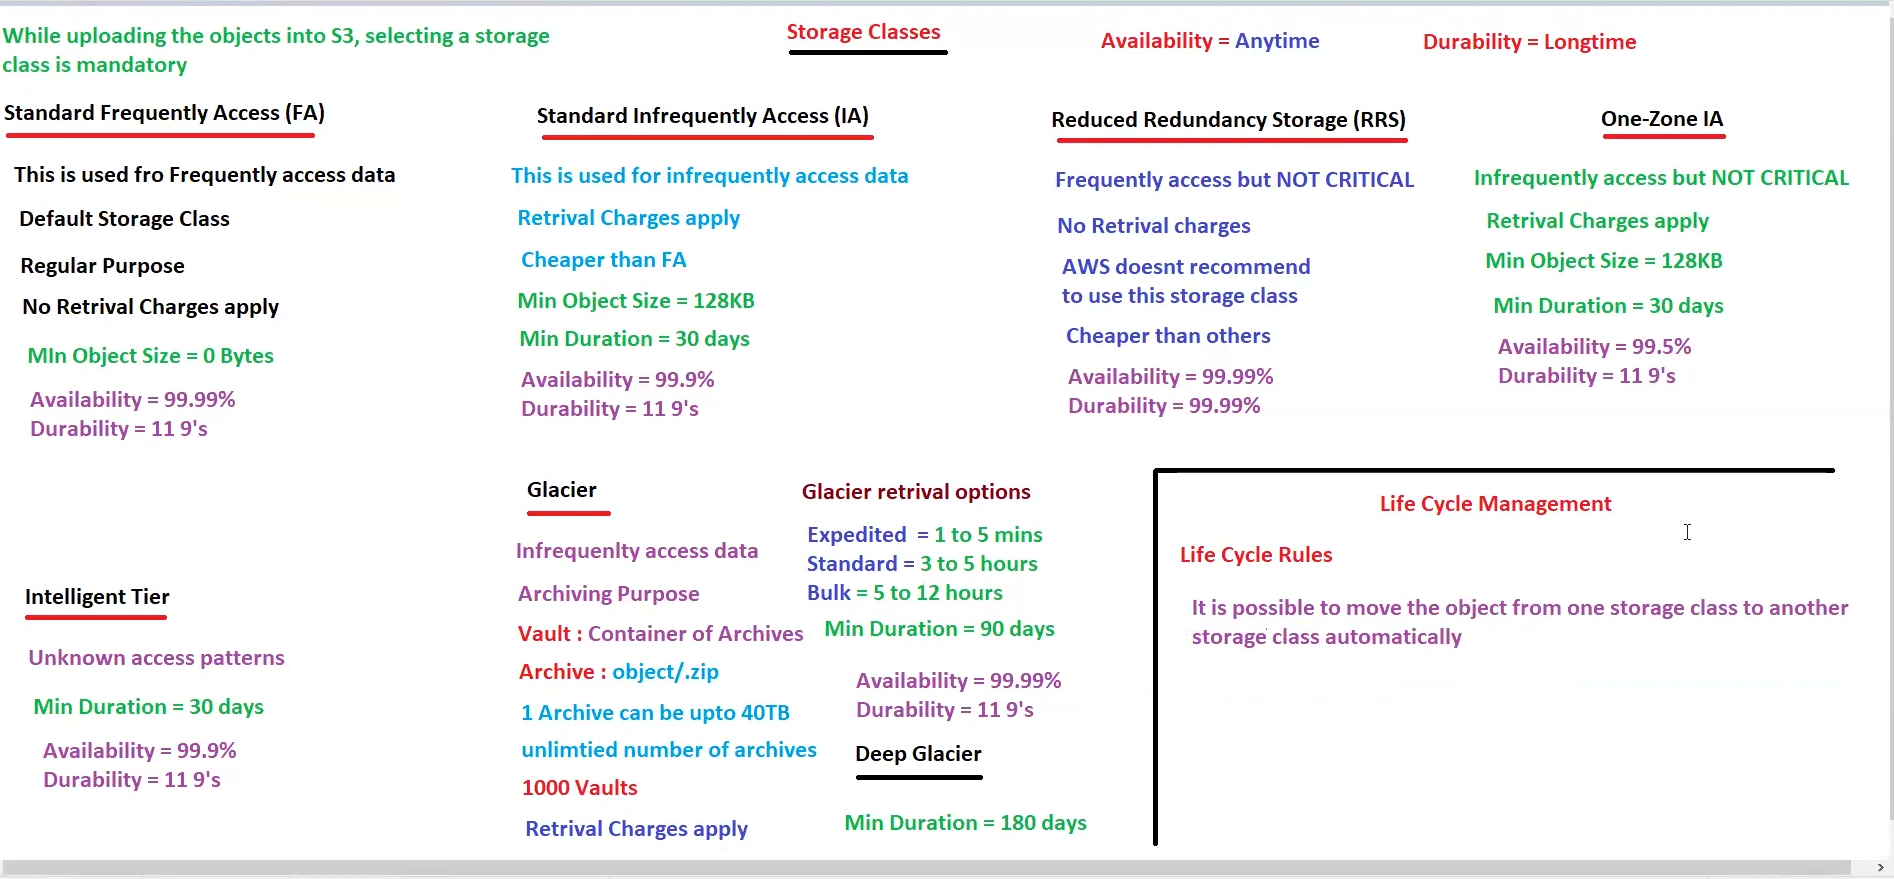 While uploading the objects into S3, selecting a storage
class is mandatory
Storage Classes
Availability = Anytime
Durability = Longtime
Standard Frequently Access (FA)
This is used fro Frequently access data
Default Storage Class
Regular Purpose
No Retrival Charges apply
MIn Object Size = 0 Bytes
Availability = 99.99%
Durability = 11 9's
Standard Infrequently Access (IA)
This is used for infrequently access data
Retrival Charges apply
Cheaper than FA
Min Object Size = 128KB
Min Duration = 30 days
Availability = 99.9%
Durability = 11 9's
Reduced Redundancy Storage (RRS)
Frequently access but NOT CRITICAL
No Retrival charges
AWS doesnt recommend
to use this storage class
Cheaper than others
Availability = 99.99%
Durability = 99.99%
One-Zone IA
Infrequently access but NOT CRITICAL
Retrival Charges apply
Min Object Size = 128KB
Min Duration = 30 days
Availability = 99.5%
Durability = 11 9's
Intelligent Tier
Unknown access patterns
Min Duration = 30 days
Availability = 99.9%
Durability = 11 9's
Glacier
Infrequenlty access data
Archiving Purpose
Vault : Container of Archives
Archive : object/.zip
1 Archive can be upto 40TB
unlimtied number of archives
1000 Vaults
Retrival Charges apply
Glacier retrival options
Expedited = 1 to 5 mins
Standard = 3 to 5 hours
Bulk = 5 to 12 hours
Min Duration = 90 days
Availability = 99.99%
Durability = 11 9's
Deep Glacier
Min Duration = 180 days
Life Cycle Management
Life Cycle Rules
It is possible to move the object from one storage class to another
storage class automatically